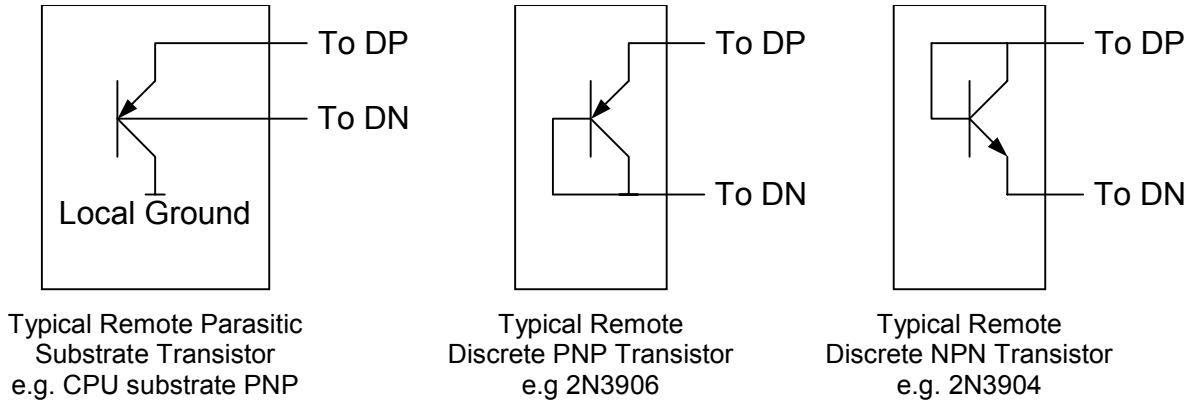 To DP
To DN
Local Ground
Typical Remote Parasitic
Substrate Transistor
e.g. CPU substrate PNP
To DP
To DN
Typical Remote
Discrete PNP Transistor
e.g 2N3906
To DP
To DN
Typical Remote
Discrete NPN Transistor
e.g. 2N3904